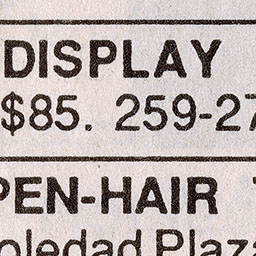 DISPLAY
$85. 259-27
PEN-HAIR
oledad Plaza